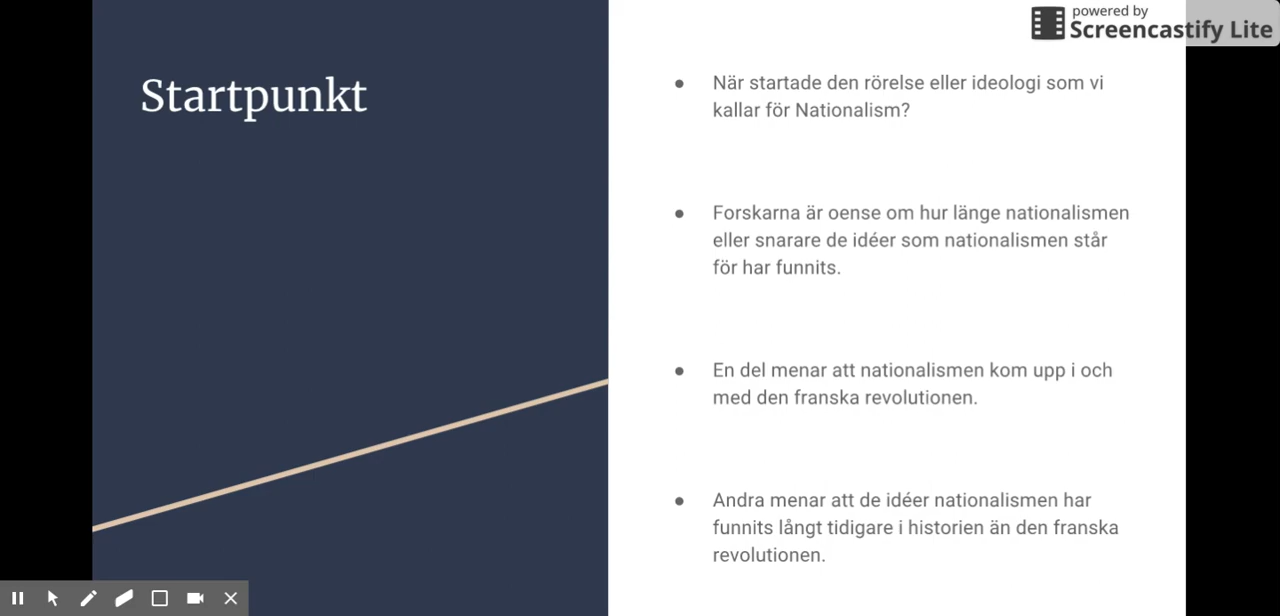 powered by
Screencastify Lite
Startpunkt
● När startade den rörelse eller ideologi som vi
kallar för Nationalism?
● Forskarna är oense om hur länge nationalismen
eller snarare de idéer som nationalismen står
för har funnits.
● En del menar att nationalismen kom upp i och
med den franska revolutionen.
● Andra menar att de idéer nationalismen har
funnits långt tidigare i historien än den franska
revolutionen.